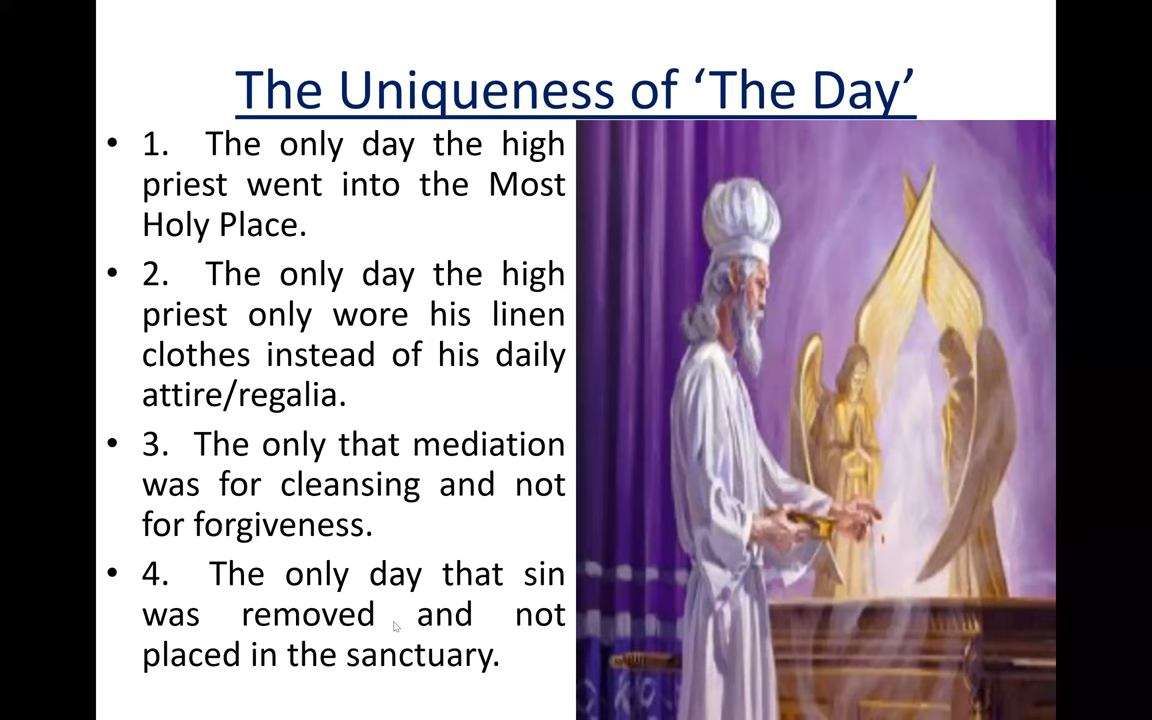 The Uniqueness of ‘The Day’
• 1. The only day the high
priest went into the Most
Holy Place.
• 2. The only day the high
priest only wore his linen
clothes instead of his daily
attire/regalia.
• 3. The only that mediation
was for cleansing and not
for forgiveness.
• 4. The only day that sin
was removed and not
placed in the sanctuary.